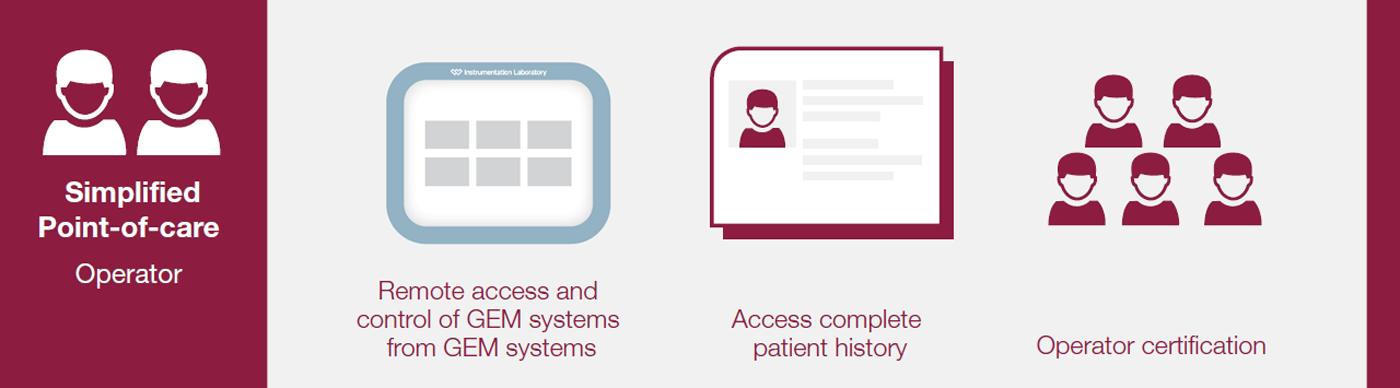 Simplified
Point-of-care
Operator
Instrumentation Laboratory
Remote access and
control of GEM systems
from GEM systems
Access complete
patient history
Operator certification